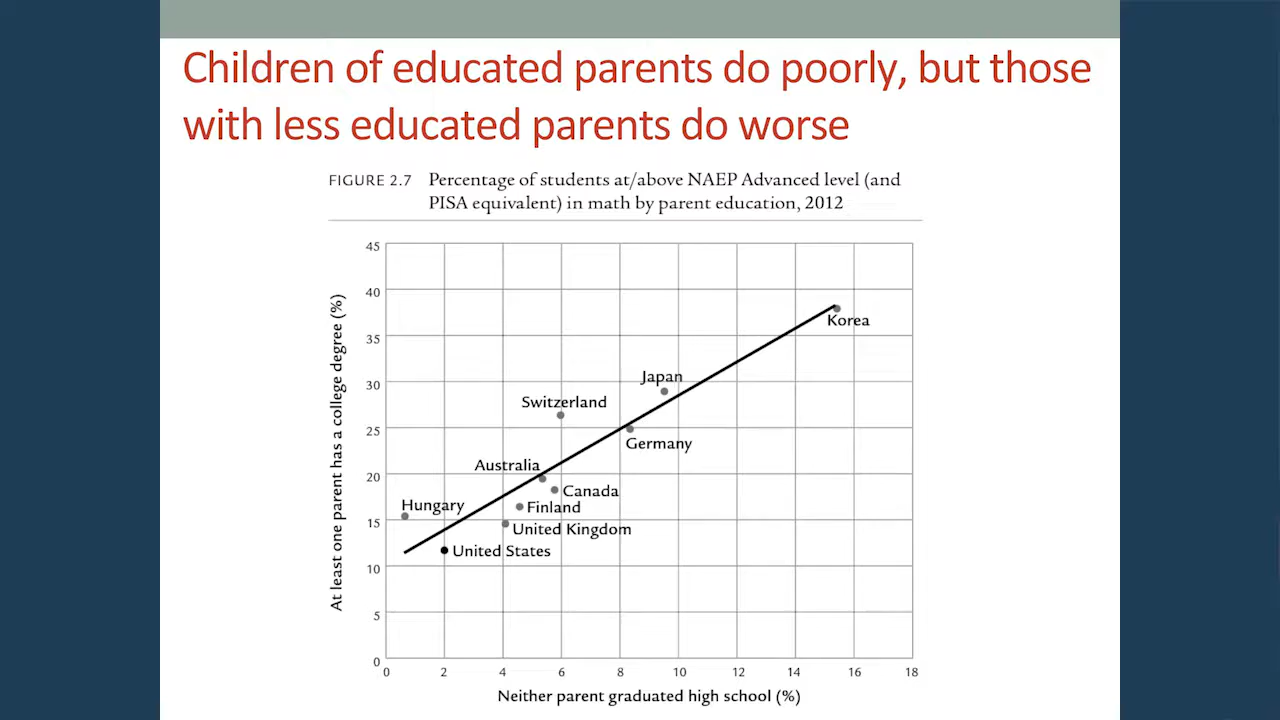 Children of educated parents do poorly, but those
with less educated parents do worse
FIGURE 2.7 Percentage of students at/above NAEP Advanced level (and
PISA equivalent) in math by parent education, 2012
At least one parent has a college degree (%)
45
40
35
30
25
20
15
10
5
0
Korea
Japan
Switzerland
Germany
Australia
Canada
Hungary
Finland
United Kingdom
United States
0 2 4 6 8 10 12 14 16 18
Neither parent graduated high school (%)